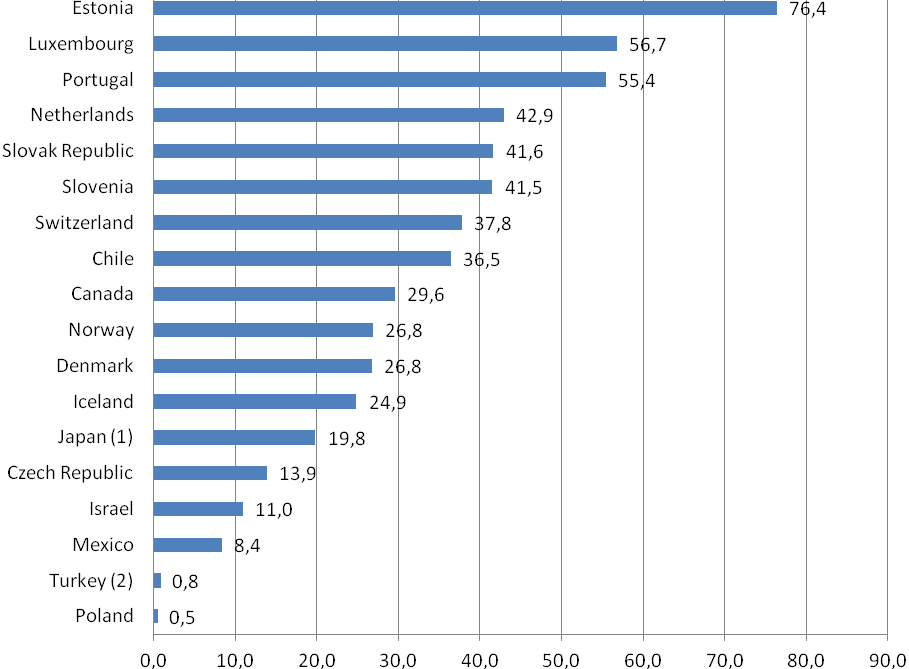 Estonia 76,4
Luxembourg 56,7
Portugal 55,4
Netherlands 42,9
Slovak Republic 41,6
Slovenia 41,5
Switzerland 37,8
Chile 36,5
Canada 29,6
Norway 26,8
Denmark 26,8
Iceland 24,9
Japan (1) 19,8
Czech Republic 13,9
Israel 11,0
Mexico 8,4
Turkey (2) 0,8
Poland 0,5
0,0 10,0 20,0 30,0 40,0 50,0 60,0 70,0 80,0 90,0